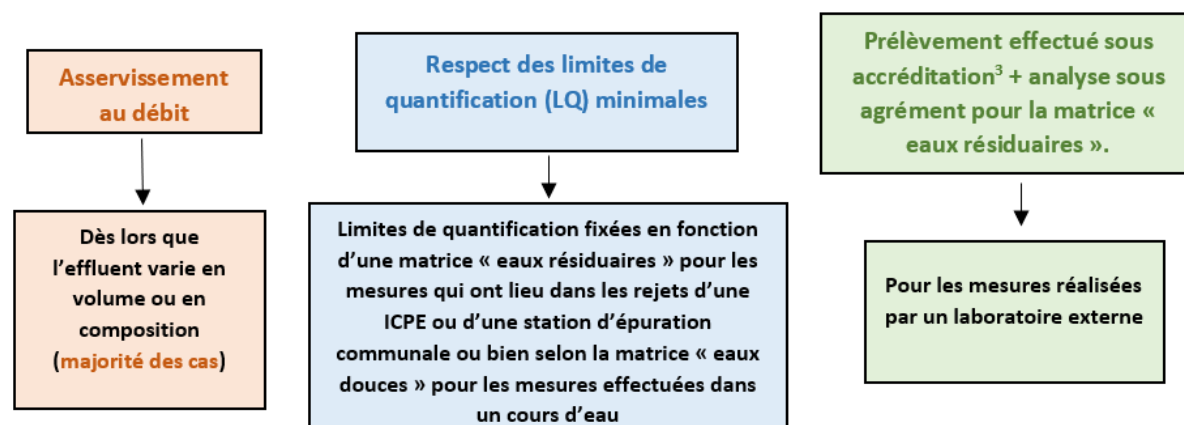 Asservissement
au débit
Dès lors que
l’effluent varie en
volume ou en
composition
(majorité des cas)
Respect des limites de
quantification (LQ) minimales
Limites de quantification fixées en fonction
d’une matrice « eaux résiduaires » pour les
mesures qui ont lieu dans les rejets d’une
ICPE ou d’une station d’épuration
communale ou bien selon la matrice « eaux
douces » pour les mesures effectuées dans
un cours d’eau
Prélèvement effectué sous
accréditation³ + analyse sous
agrément pour la matrice «
eaux résiduaires ».
Pour les mesures réalisées
par un laboratoire externe